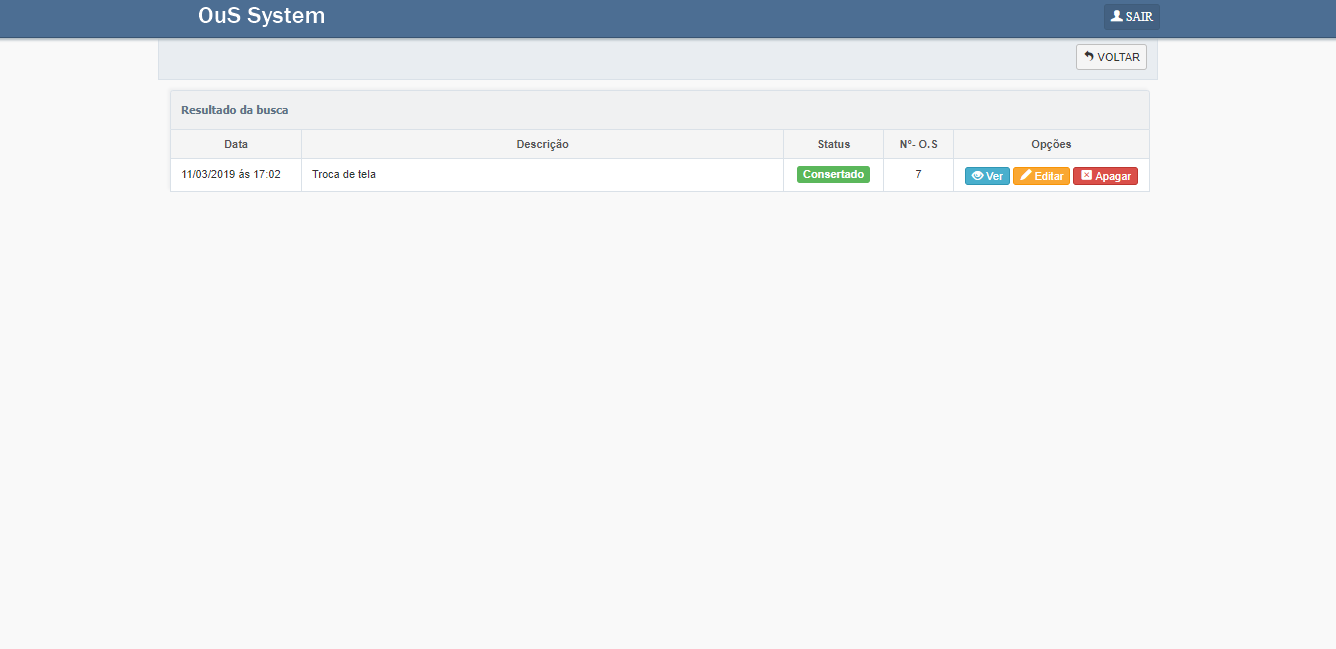 OuS System
SAIR
VOLTAR
Resultado da busca
Data Descrição Status Nº- O.S Opções
11/03/2019 ás 17:02 Troca de tela Consertado 7 Ver Editar Apagar